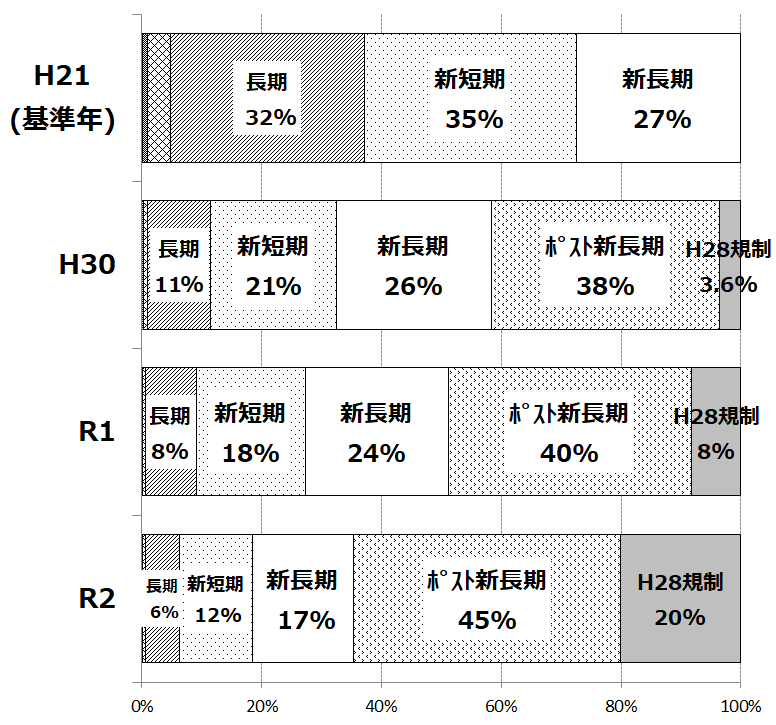 H21
(基準年)
長期
32%
新短期
35%
新長期
27%
H30
長期
11%
新短期
21%
新長期
26%
ﾎﾟｽﾄ新長期
38%
H28規制
3.6%
R1
長期
8%
新短期
18%
新長期
24%
ﾎﾟｽﾄ新長期
40%
H28規制
8%
R2
長期
6%
新短期
12%
新長期
17%
ﾎﾟｽﾄ新長期
45%
H28規制
20%
0% 20% 40% 60% 80% 100%